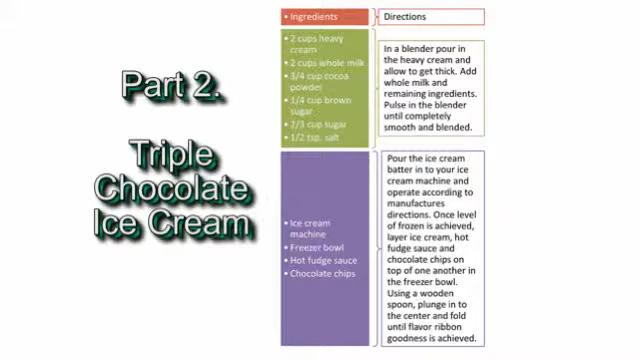 Part 2.
Triple
Chocolate
Ice Cream
• Ingredients
Directions
• 2 cups heavy
cream
• 2 cups whole milk
• 3/4 cup cocoa
powder
• 1/4 cup brown
sugar
• 2/3 cup sugar
• 1/2 tsp. salt
In a blender pour in
the heavy cream and
allow to get thick. Add
whole milk and
remaining ingredients.
Pulse in the blender
until completely
smooth and blended.
• Ice cream
machine
• Freezer bowl
• Hot fudge sauce
• Chocolate chips
Pour the ice cream
batter in to your ice
cream machine and
operate according to
manufactures
directions. Once level
of frozen is achieved,
layer ice cream, hot
fudge sauce and
chocolate chips on
top of one another in
the freezer bowl.
Using a wooden
spoon, plunge in to
the center and fold
until flavor ribbon
goodness is achieved.